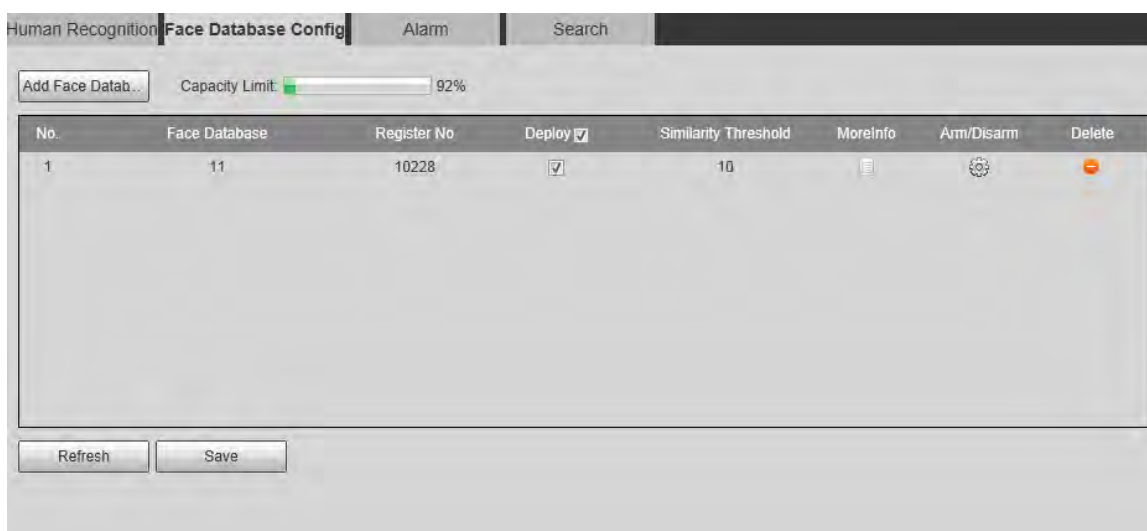 Human Recognition Face Database Config Alarm Search
Add Face Datab... Capacity Limit: 92%
No. Face Database Register No Deploy Similarity Threshold MoreInfo Arm/Disarm Delete
1 11 10228 10
Refresh Save